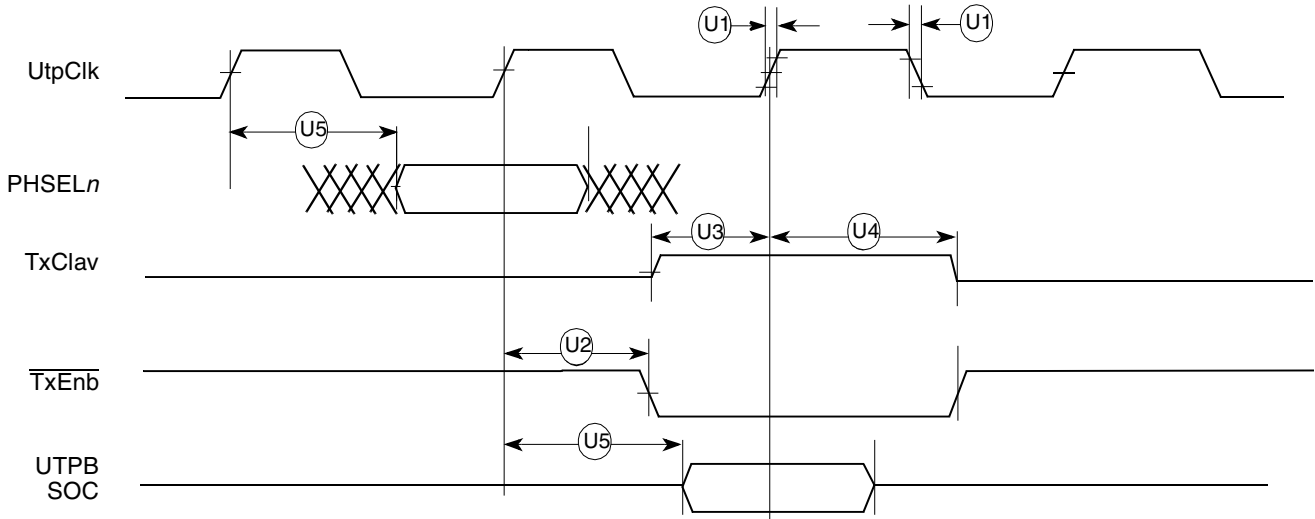 U1
U1
UtpClk
U5
PHSELn
U3
U4
TxClav
U2
TxEnb
U5
UTPB
SOC